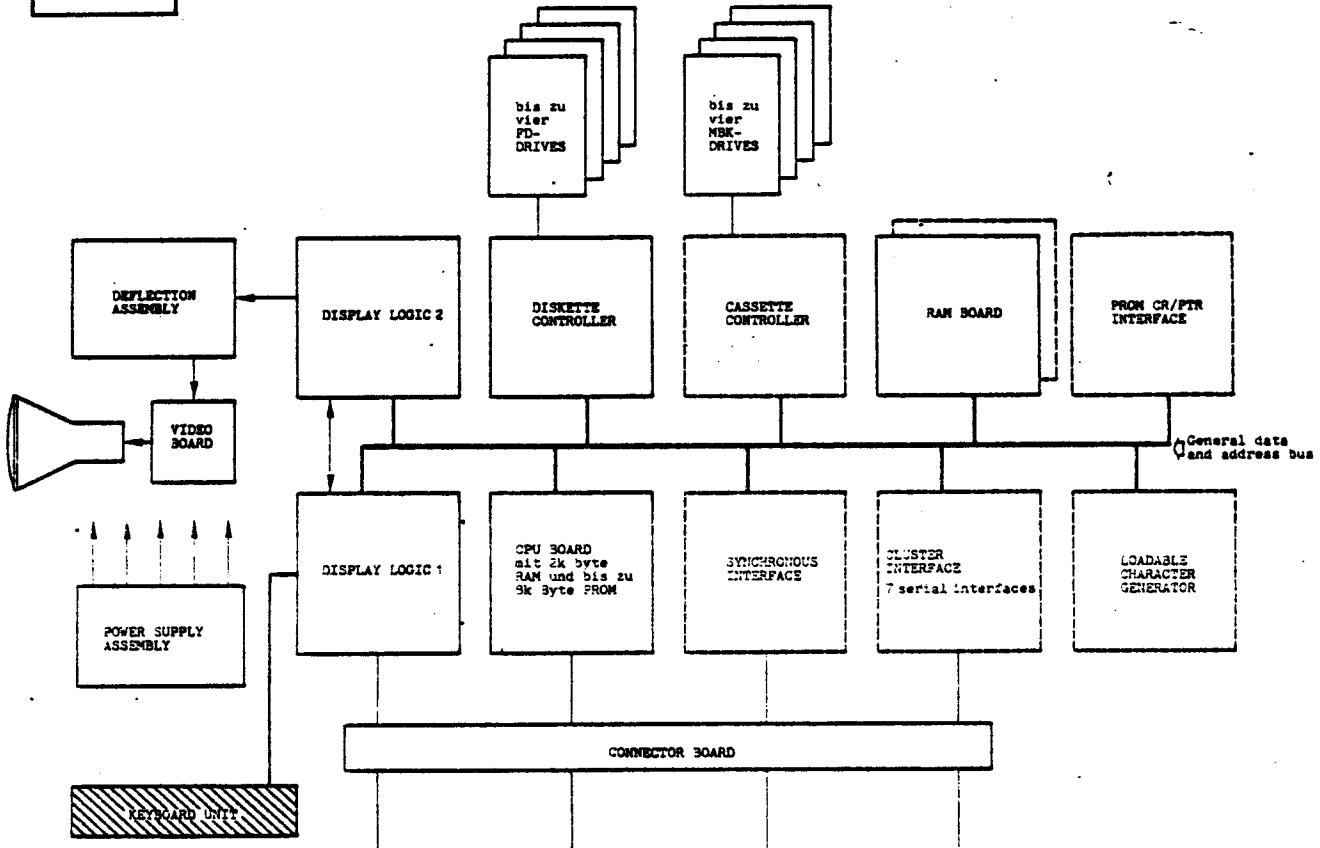 bis zu
vier
FD-
DRIVES
bis zu
vier
MBK-
DRIVES
DEFLECTION
ASSEMBLY
DISPLAY LOGIC 2
DISKETTE
CONTROLLER
CASSETTE
CONTROLLER
RAM BOARD
PROM CR/PTR
INTERFACE
VIDEO
BOARD
General data
and address bus
DISPLAY LOGIC 1
CPU BOARD
mit 2k byte
RAM und bis zu
8k Byte PROM
SYNCHRONOUS
INTERFACE
CLUSTER
INTERFACE
7 serial interfaces
LOADABLE
CHARACTER
GENERATOR
POWER SUPPLY
ASSEMBLY
CONNECTOR BOARD
KEYBOARD UNIT